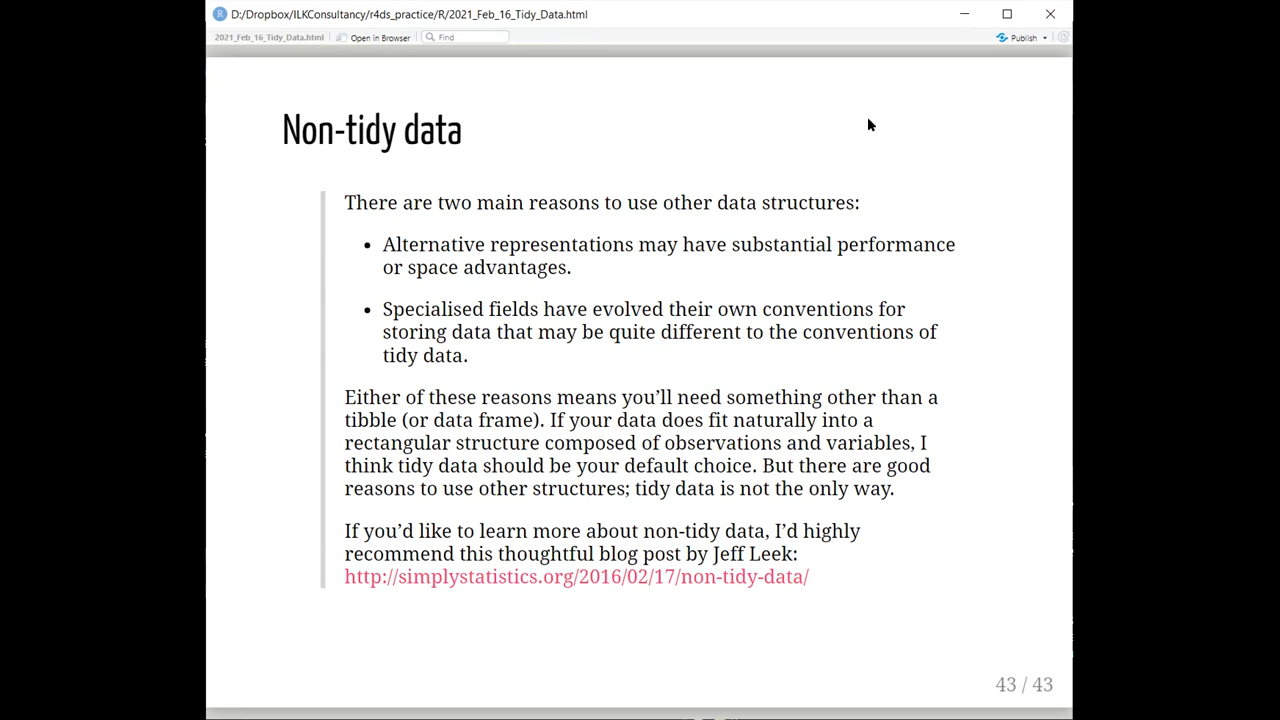 D:/Dropbox/ILKConsultancy/r4ds_practice/R/2021_Feb_16_Tidy_Data.html
2021_Feb_16_Tidy_Data.html Open in Browser Find Publish
Non-tidy data
There are two main reasons to use other data structures:
• Alternative representations may have substantial performance
or space advantages.
• Specialised fields have evolved their own conventions for
storing data that may be quite different to the conventions of
tidy data.
Either of these reasons means you’ll need something other than a
tibble (or data frame). If your data does fit naturally into a
rectangular structure composed of observations and variables, I
think tidy data should be your default choice. But there are good
reasons to use other structures; tidy data is not the only way.
If you’d like to learn more about non-tidy data, I’d highly
recommend this thoughtful blog post by Jeff Leek:
http://simplystatistics.org/2016/02/17/non-tidy-data/
43 / 43